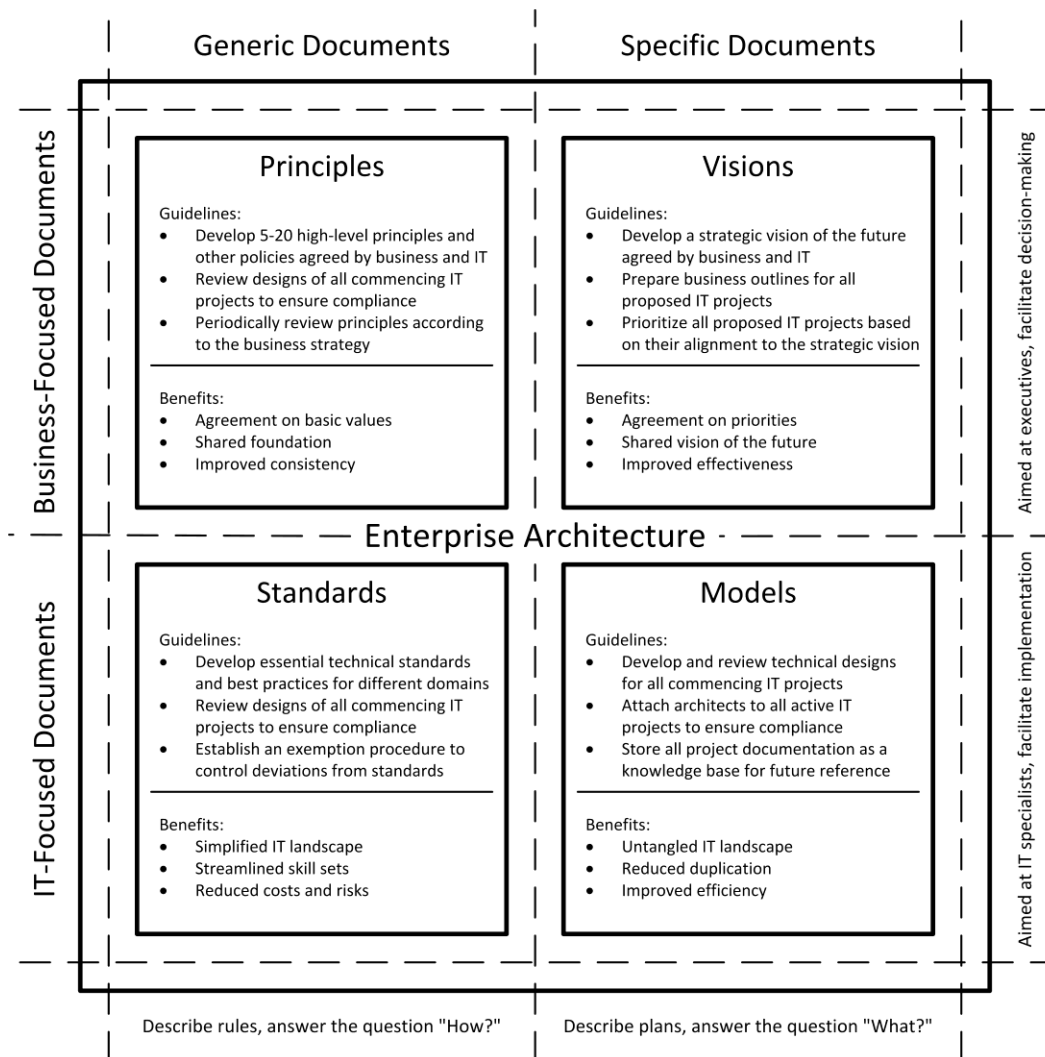 Generic Documents
Specific Documents
Business-Focused Documents
Principles
Guidelines:
• Develop 5-20 high-level principles and
other policies agreed by business and IT
• Review designs of all commencing IT
projects to ensure compliance
• Periodically review principles according
to the business strategy
Benefits:
• Agreement on basic values
• Shared foundation
• Improved consistency
Visions
Guidelines:
• Develop a strategic vision of the future
agreed by business and IT
• Prepare business outlines for all
proposed IT projects
• Prioritize all proposed IT projects based
on their alignment to the strategic vision
Benefits:
• Agreement on priorities
• Shared vision of the future
• Improved effectiveness
Aimed at executives, facilitate decision-making
Enterprise Architecture
IT-Focused Documents
Standards
Guidelines:
• Develop essential technical standards
and best practices for different domains
• Review designs of all commencing IT
projects to ensure compliance
• Establish an exemption procedure to
control deviations from standards
Benefits:
• Simplified IT landscape
• Streamlined skill sets
• Reduced costs and risks
Models
Guidelines:
• Develop and review technical designs
for all commencing IT projects
• Attach architects to all active IT
projects to ensure compliance
• Store all project documentation as a
knowledge base for future reference
Benefits:
• Untangled IT landscape
• Reduced duplication
• Improved efficiency
Aimed at IT specialists, facilitate implementation
Describe rules, answer the question "How?"
Describe plans, answer the question "What?"